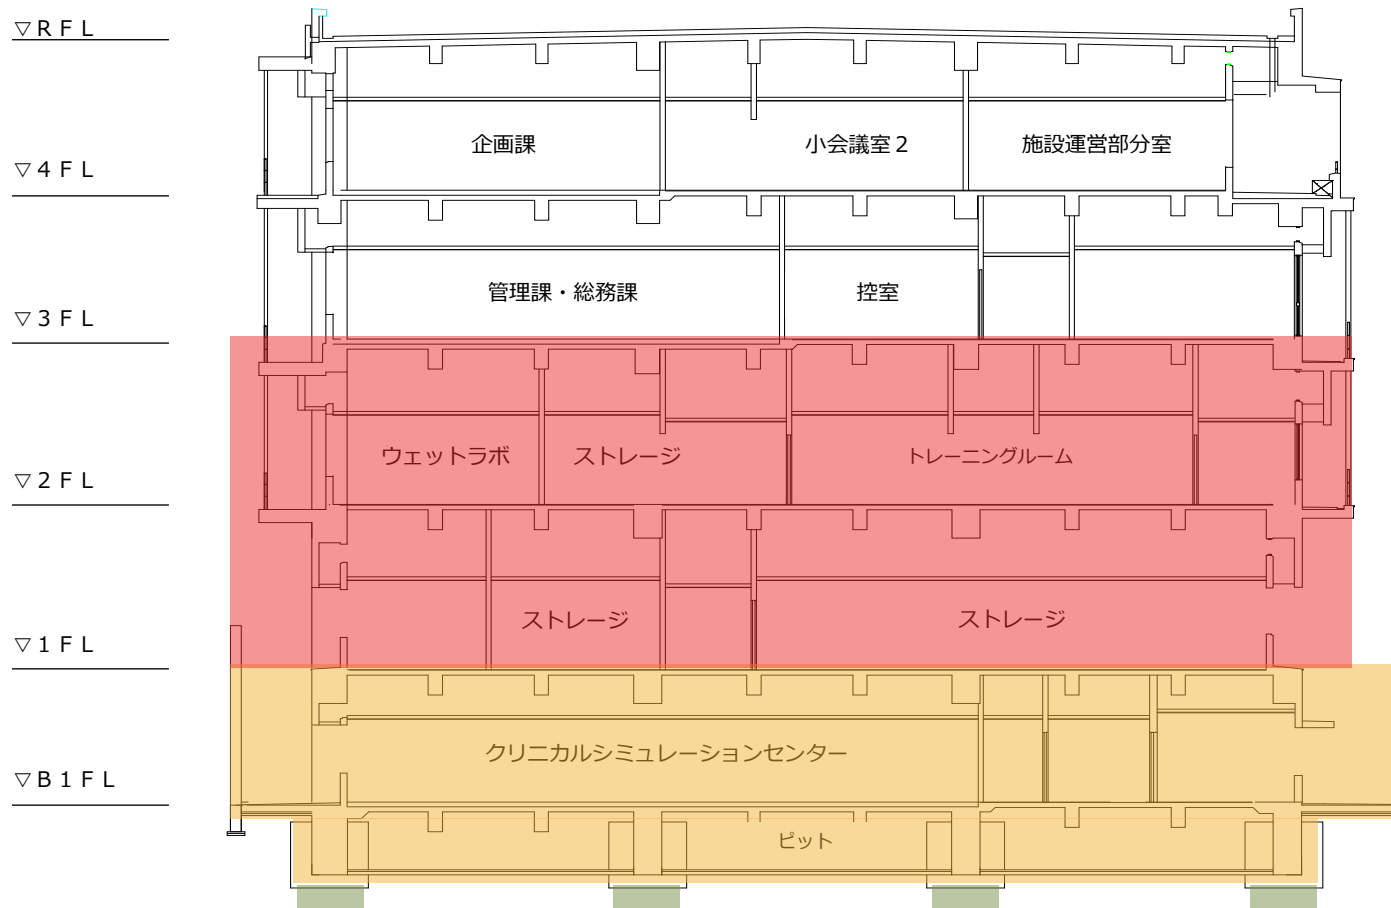 ▽ＲＦＬ
企画課 小会議室２ 施設運営部分室
▽４ＦＬ
管理課・総務課 控室
▽３ＦＬ
ウェットラボ ストレージ トレーニングルーム
▽２ＦＬ
ストレージ ストレージ
▽１ＦＬ
クリニカルシミュレーションセンター
▽Ｂ１ＦＬ
ピット